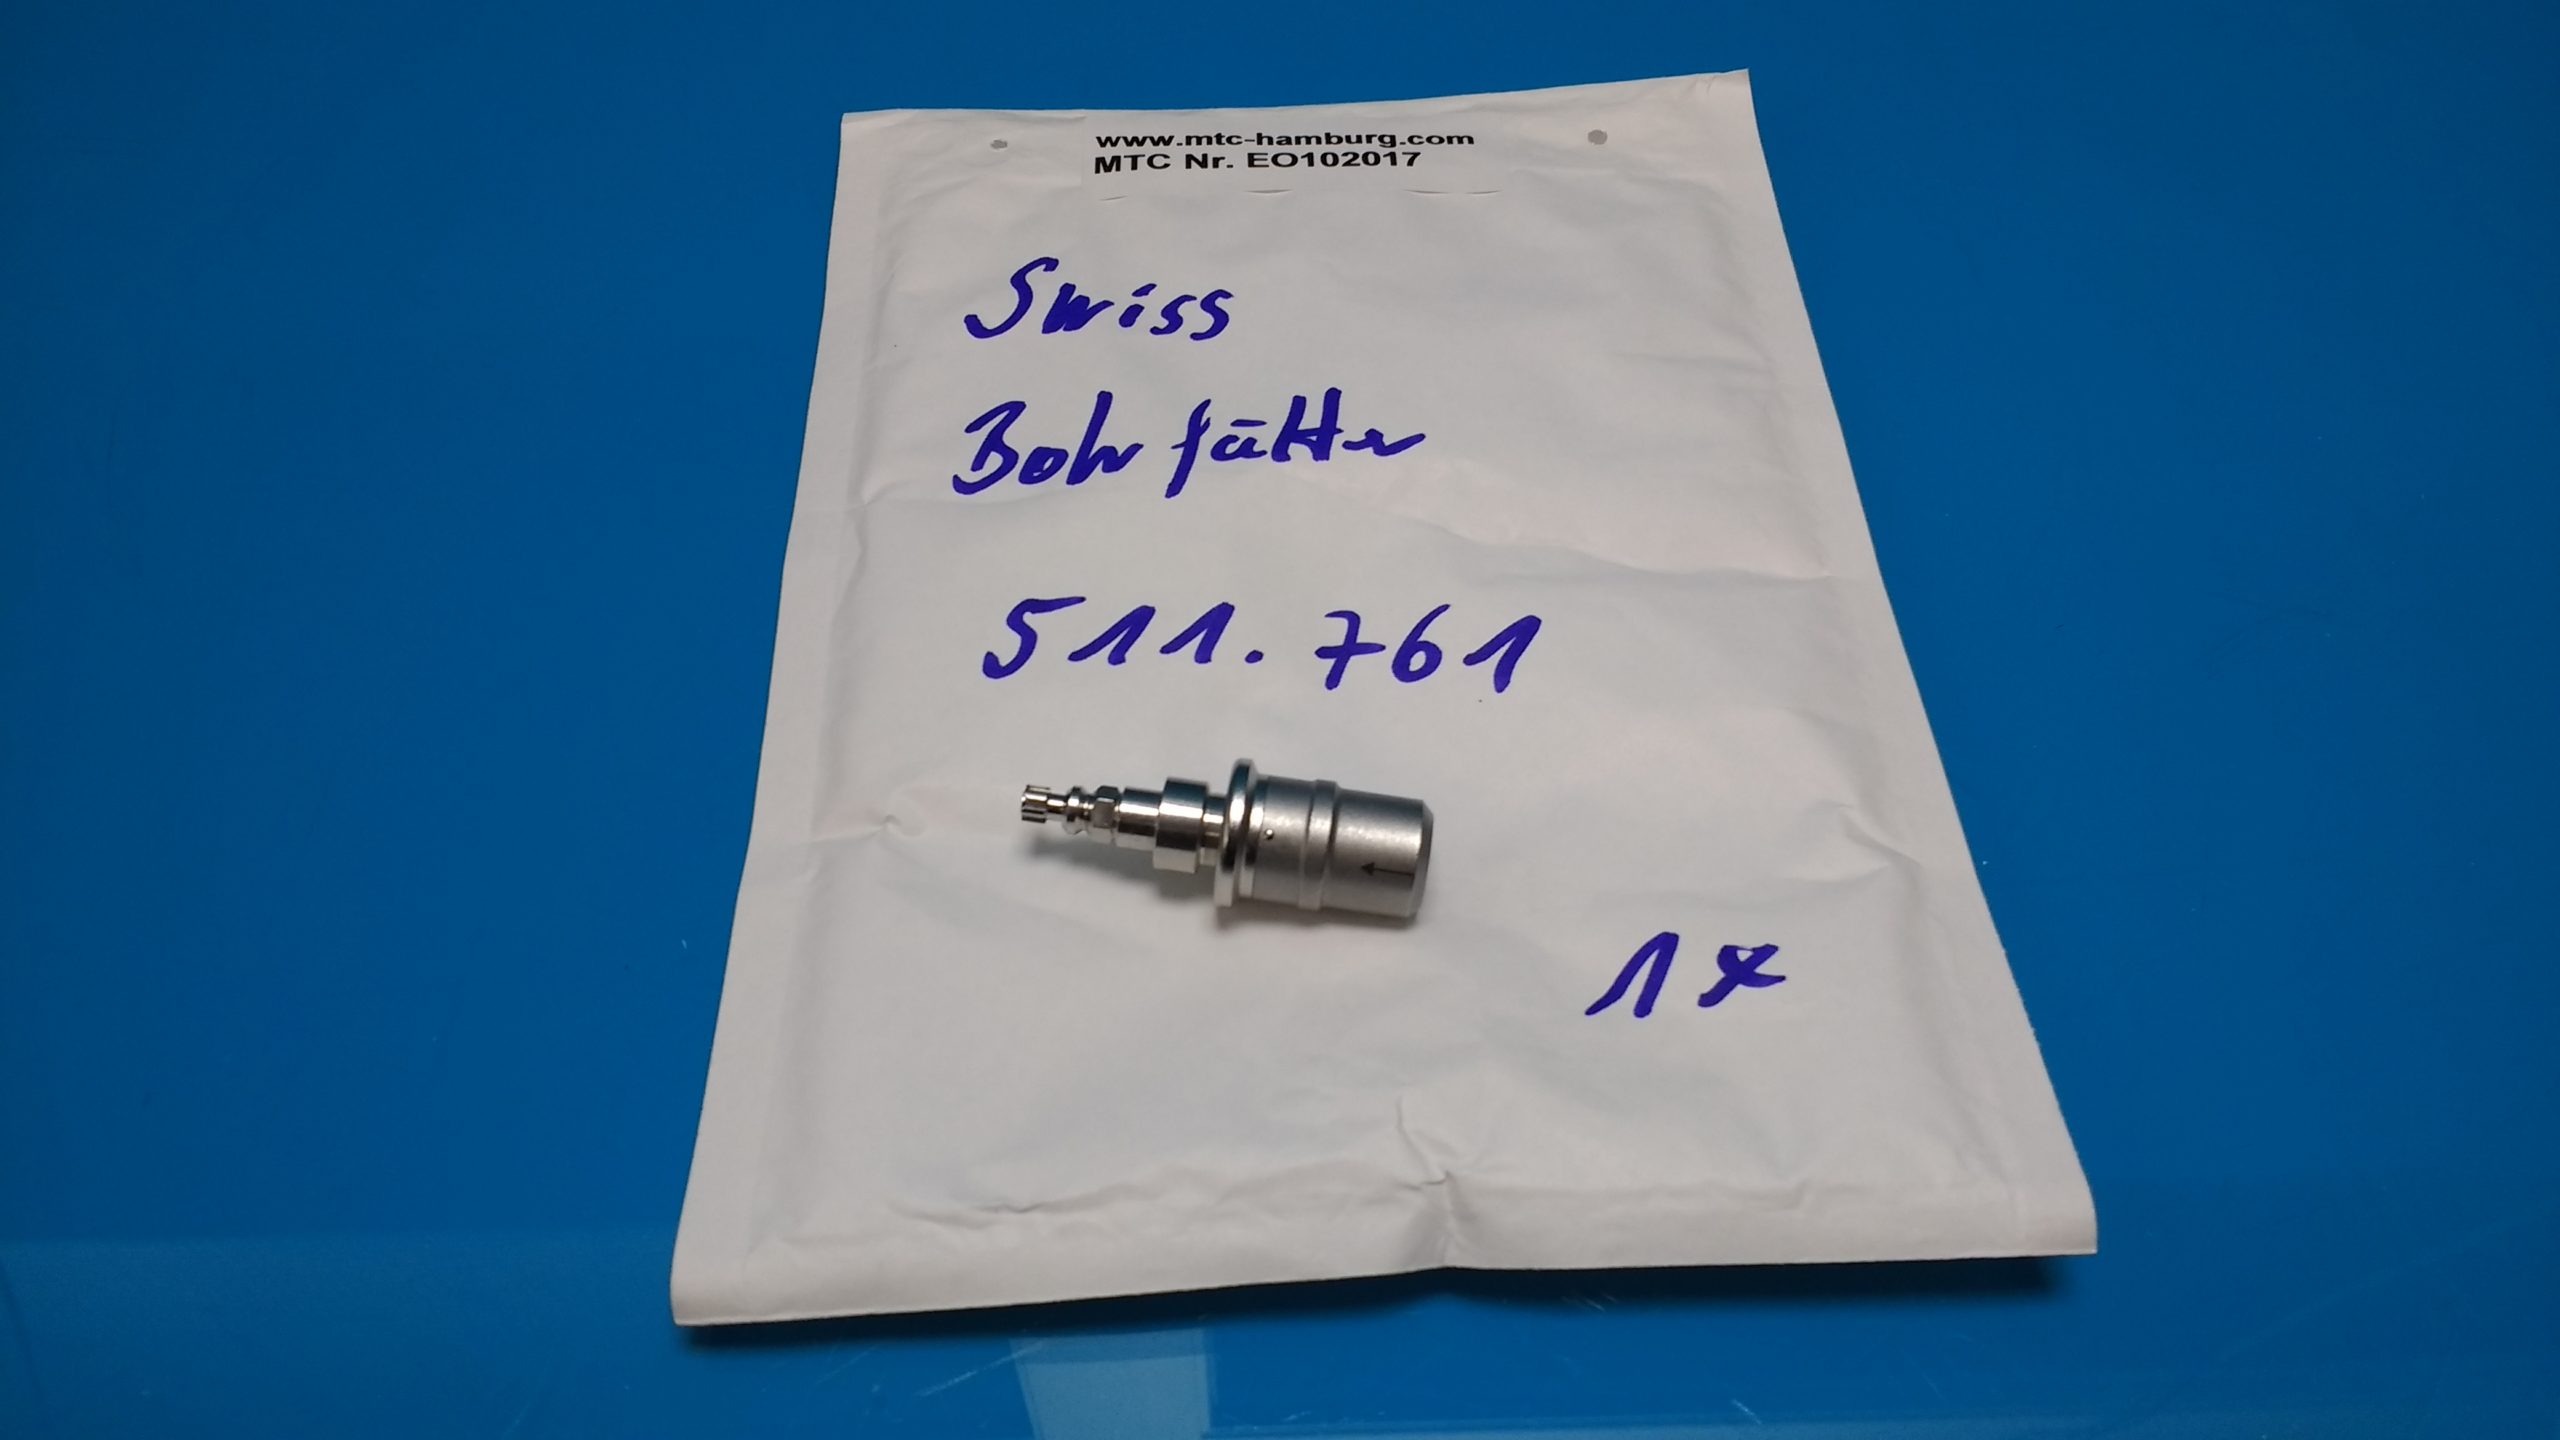 www.mtc-hamburg.com
MTC Nr. EO102017
Swiss
Bohrfutter
511.761
1x